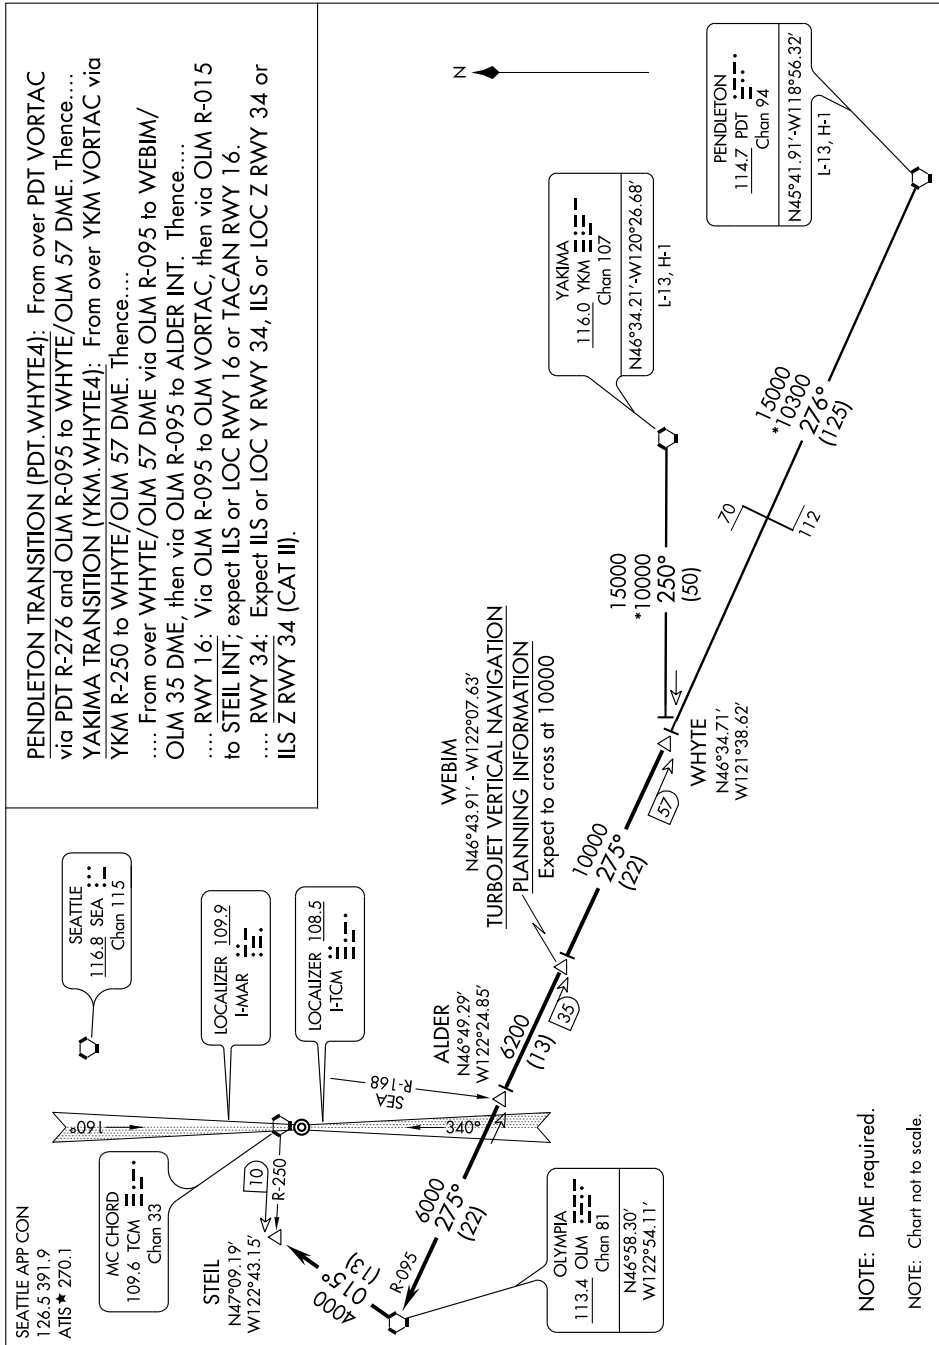 SEATTLE APP CON
126.5 391.9
ATIS ★ 270.1
PENDLETON TRANSITION (PDT.WHYTE4): From over PDT VORTAC
via PDT R-276 and OLM R-095 to WHYTE/OLM 57 DME. Thence....
YAKIMA TRANSITION (YKM.WHYTE4): From over YKM VORTAC via
YKM R-250 to WHYTE/OLM 57 DME. Thence....
.... From over WHYTE/OLM 57 DME via OLM R-095 to WEBIM/
OLM 35 DME, then via OLM R-095 to ALDER INT. Thence....
.... RWY 16: Via OLM R-095 to OLM VORTAC, then via OLM R-015
to STEIL INT; expect ILS or LOC RWY 16 or TACAN RWY 16.
.... RWY 34: Expect ILS or LOC Y RWY 34, ILS or LOC Z RWY 34 or
ILS Z RWY 34 (CAT II).
SEATTLE
116.8 SEA
Chan 115
MC CHORD
109.6 TCM
Chan 33
LOCALIZER 109.9
I-MAR
LOCALIZER 108.5
I-TCM
160°
340°
SEA
R-168
10
R-250
STEIL
N47°09.19'
W122°43.15'
4000
015°
(13)
R-095
OLYMPIA
113.4 OLM
Chan 81
N46°58.30'
W122°54.11'
6000
275°
(22)
ALDER
N46°49.29'
W122°24.85'
6200
(13)
35
WEBIM
N46°43.91' - W122°07.63'
TURBOJET VERTICAL NAVIGATION
PLANNING INFORMATION
Expect to cross at 10000
10000
275°
(22)
57
WHYTE
N46°34.71'
W121°38.62'
15000
*10000
250°
(50)
YAKIMA
116.0 YKM
Chan 107
N46°34.21'-W120°26.68'
L-13, H-1
N
70
112
15000
*10300
276°
(125)
PENDLETON
114.7 PDT
Chan 94
N45°41.91'-W118°56.32'
L-13, H-1
NOTE: DME required.
NOTE: Chart not to scale.